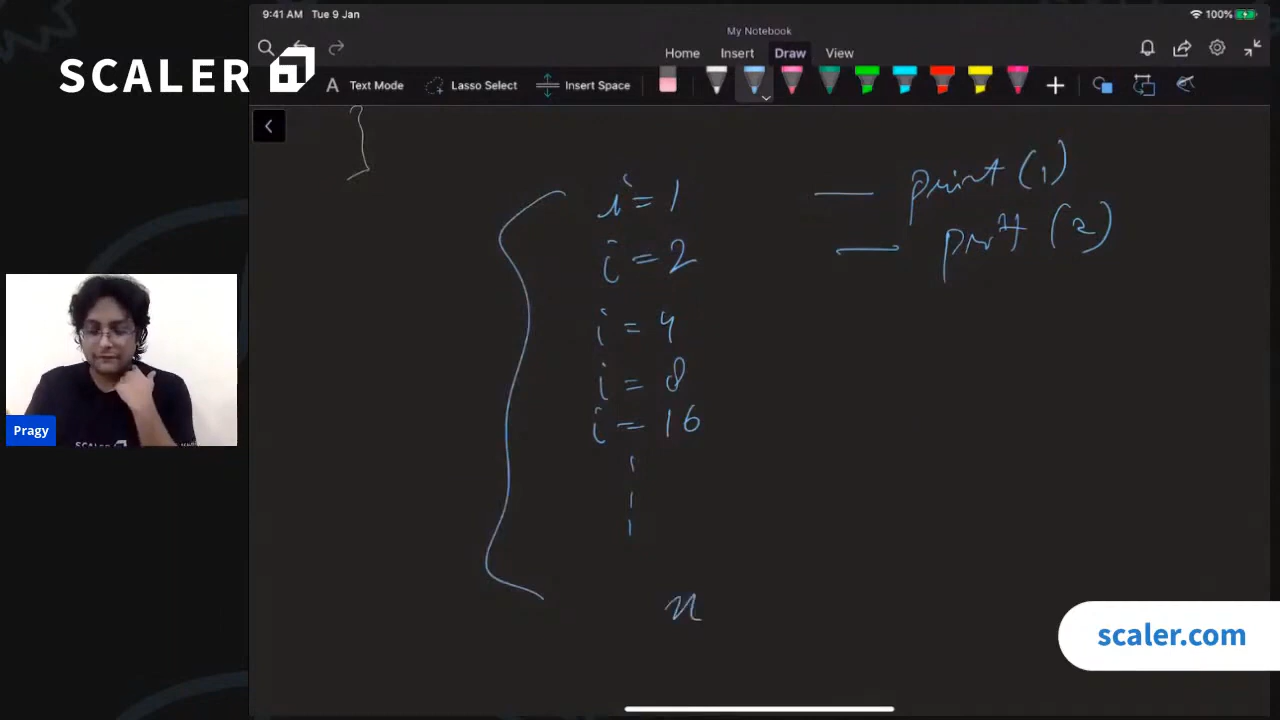 9:41 AM Tue 9 Jan
100%
My Notebook
Home Insert Draw View
SCALER
Text Mode Lasso Select Insert Space
}
i = 1 — print (1)
i = 2 — print (2)
i = 4
i = 8
i = 16
n
Pragy
SCALER
scaler.com